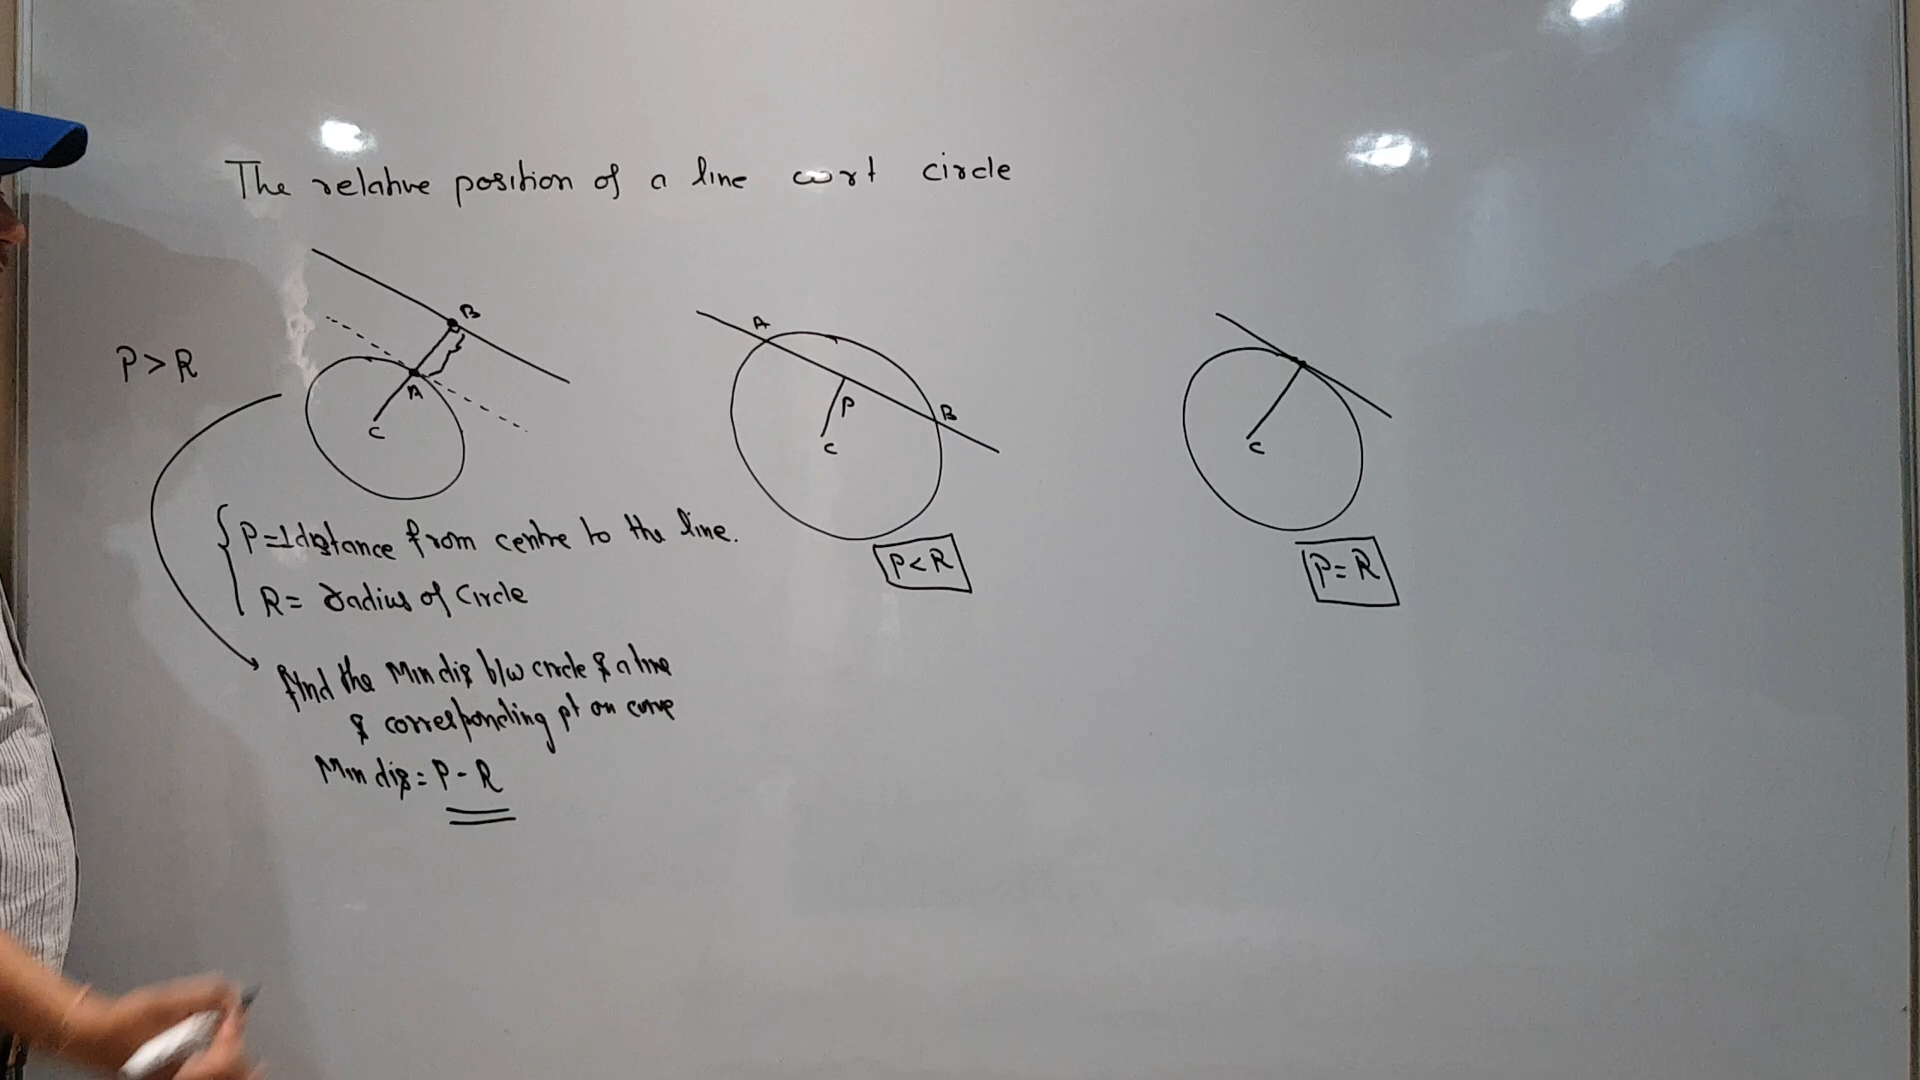 The relative position of a line wrt circle
P>R
B
A
C
A
B
P
C
C
P=⊥distance from centre to the line.
R= radius of Circle
P<R
P=R
find the Min dis b/w circle & a line
& corresponding pt on curve
Min dis = P-R